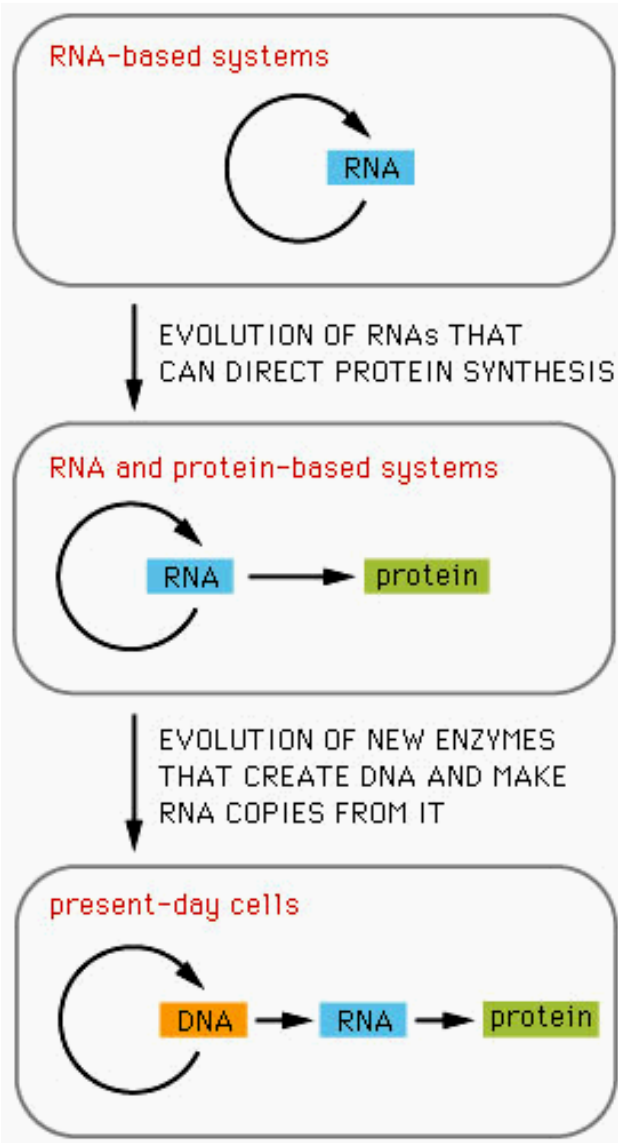 RNA-based systems
RNA
EVOLUTION OF RNAs THAT
CAN DIRECT PROTEIN SYNTHESIS
RNA and protein-based systems
RNA protein
EVOLUTION OF NEW ENZYMES
THAT CREATE DNA AND MAKE
RNA COPIES FROM IT
present-day cells
DNA RNA protein